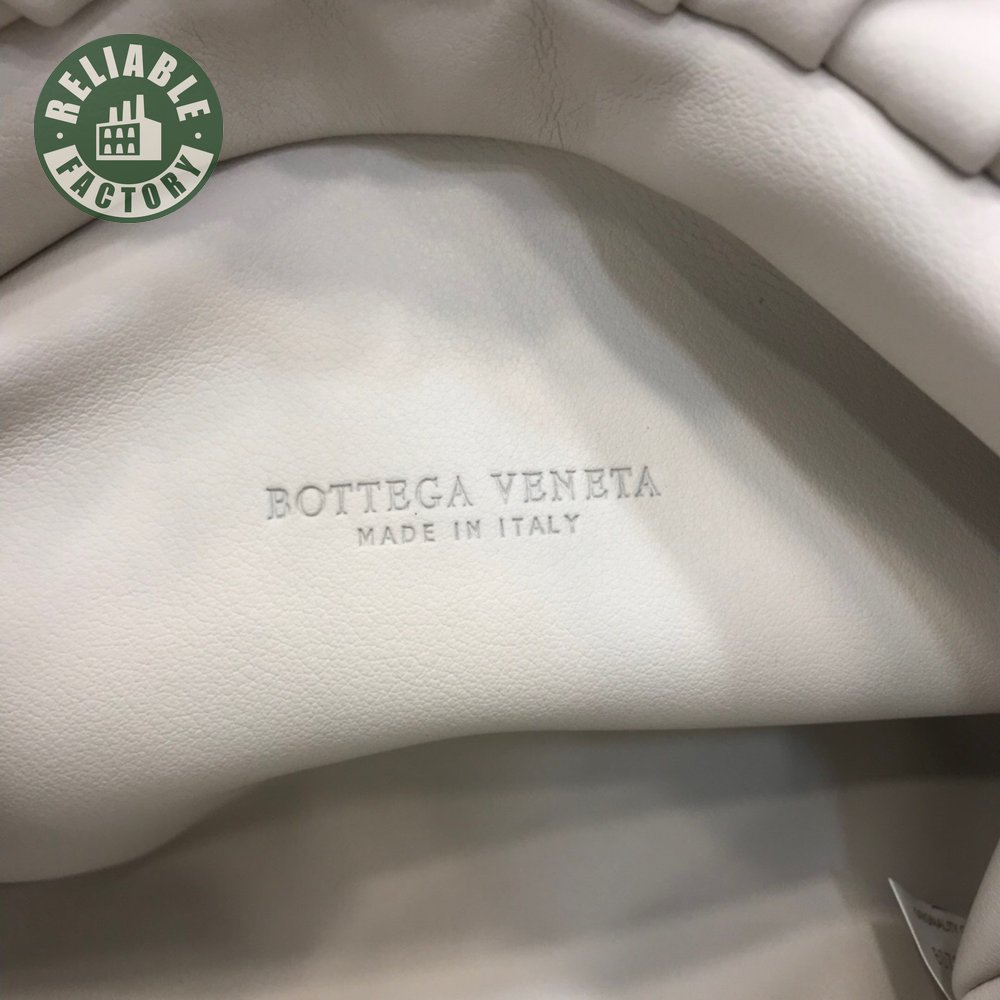 RELIABLE
FACTORY
BOTTEGA VENETA
MADE IN ITALY